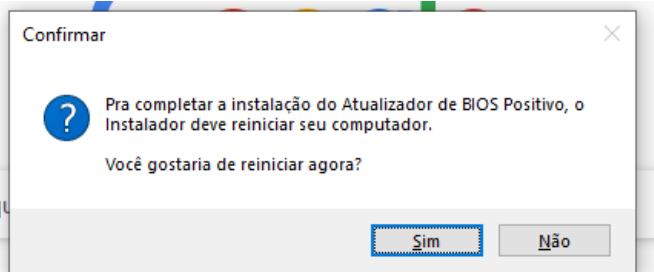 Confirmar
Pra completar a instalação do Atualizador de BIOS Positivo, o
Instalador deve reiniciar seu computador.
Você gostaria de reiniciar agora?
Sim
Não